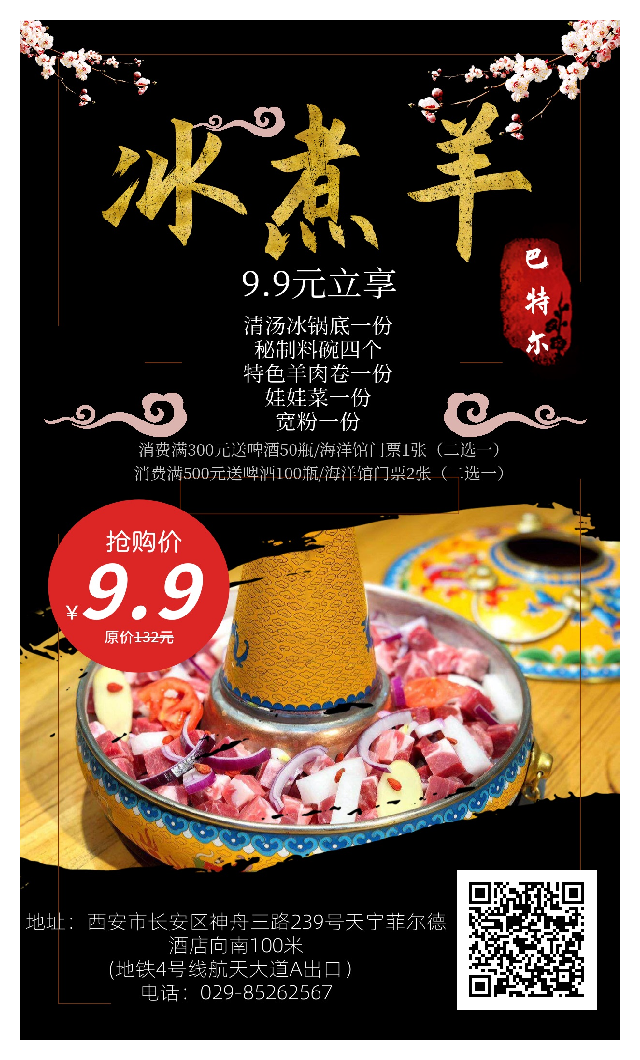 冰煮羊
巴特尔
9.9元立享
清汤冰锅底一份
秘制料碗四个
特色羊肉卷一份
娃娃菜一份
宽粉一份
消费满300元送啤酒50瓶/海洋馆门票1张（二选一）
消费满500元送啤酒100瓶/海洋馆门票2张（二选一）
抢购价
¥9.9
原价132元
地址：西安市长安区神舟三路239号天宇菲尔德
酒店向南100米
(地铁4号线航天大道A出口)
电话：029-85262567